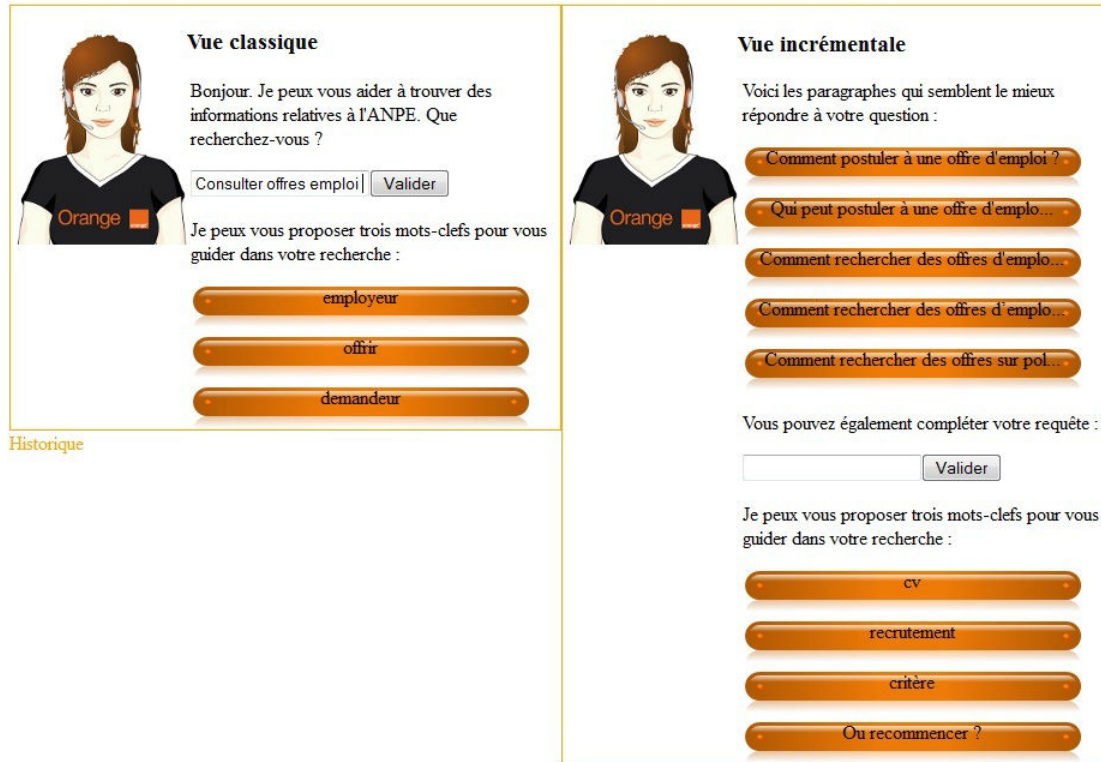 Vue classique
Bonjour. Je peux vous aider à trouver des
informations relatives à l'ANPE. Que
recherchez-vous ?
Consulter offres emploi
Valider
Orange
Je peux vous proposer trois mots-clefs pour vous
guider dans votre recherche :
employeur
offrir
demandeur
Historique
Vue incrémentale
Voici les paragraphes qui semblent le mieux
répondre à votre question :
Comment postuler à une offre d'emploi ?
Qui peut postuler à une offre d'emplo...
Orange
Comment rechercher des offres d'emplo...
Comment rechercher des offres d’emplo...
Comment rechercher des offres sur pol...
Vous pouvez également compléter votre requête :
Valider
Je peux vous proposer trois mots-clefs pour vous
guider dans votre recherche :
cv
recrutement
critère
Ou recommencer ?